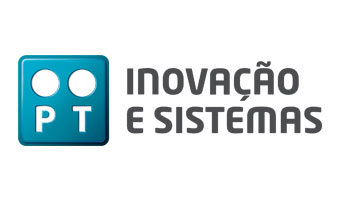 PT
INOVAÇÃO
E SISTEMAS